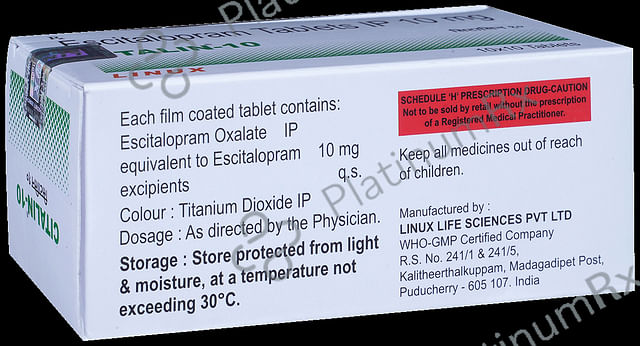 Escitalopram Tablets IP 10 mg
TALIN-10
LINUX
10x10 Tablets
Each film coated tablet contains:
Escitalopram Oxalate IP
equivalent to Escitalopram 10 mg
excipients q.s.
Colour : Titanium Dioxide IP
Dosage : As directed by the Physician.
Storage : Store protected from light
& moisture, at a temperature not
exceeding 30°C.
SCHEDULE 'H' PRESCRIPTION DRUG-CAUTION
Not to be sold by retail without the prescription
of a Registered Medical Practitioner.
Keep all medicines out of reach
of children.
Manufactured by :
LINUX LIFE SCIENCES PVT LTD
WHO-GMP Certified Company
R.S. No. 241/1 & 241/5,
Kalitheerthalkuppam, Madagadipet Post,
Puducherry - 605 107. India
CITALIN-10
PlatinumRx